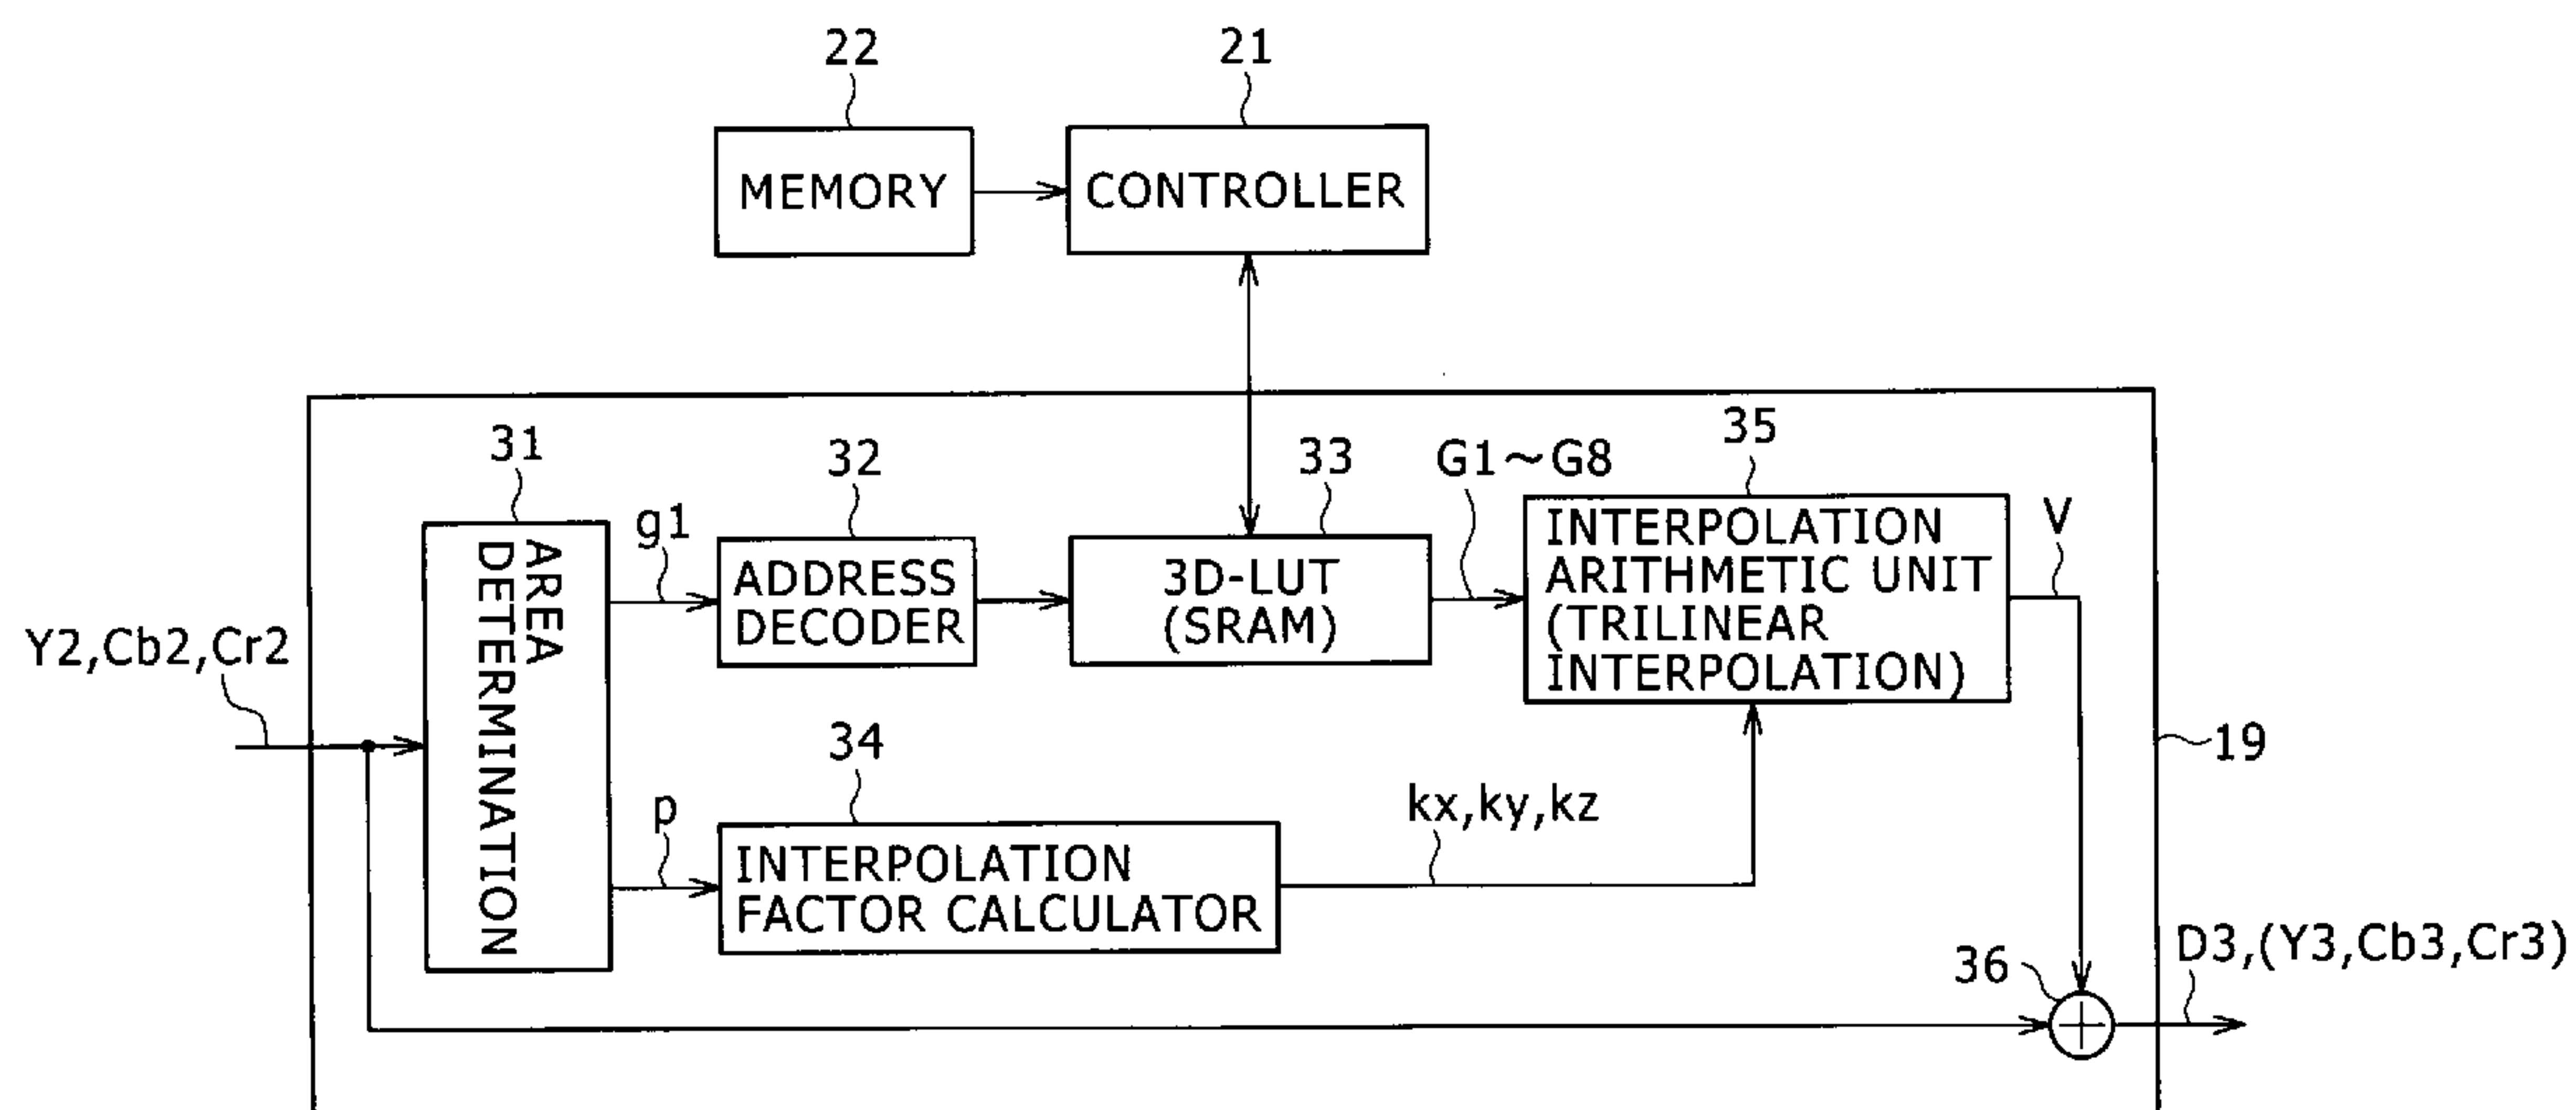 22
21
MEMORY
CONTROLLER
31
32
33
G1~G8
35
g1
V
AREA
DETERMINATION
ADDRESS
DECODER
3D-LUT
(SRAM)
INTERPOLATION
ARITHMETIC UNIT
(TRILINEAR
INTERPOLATION)
Y2,Cb2,Cr2
34
19
p
kx,ky,kz
INTERPOLATION
FACTOR CALCULATOR
36
D3,(Y3,Cb3,Cr3)